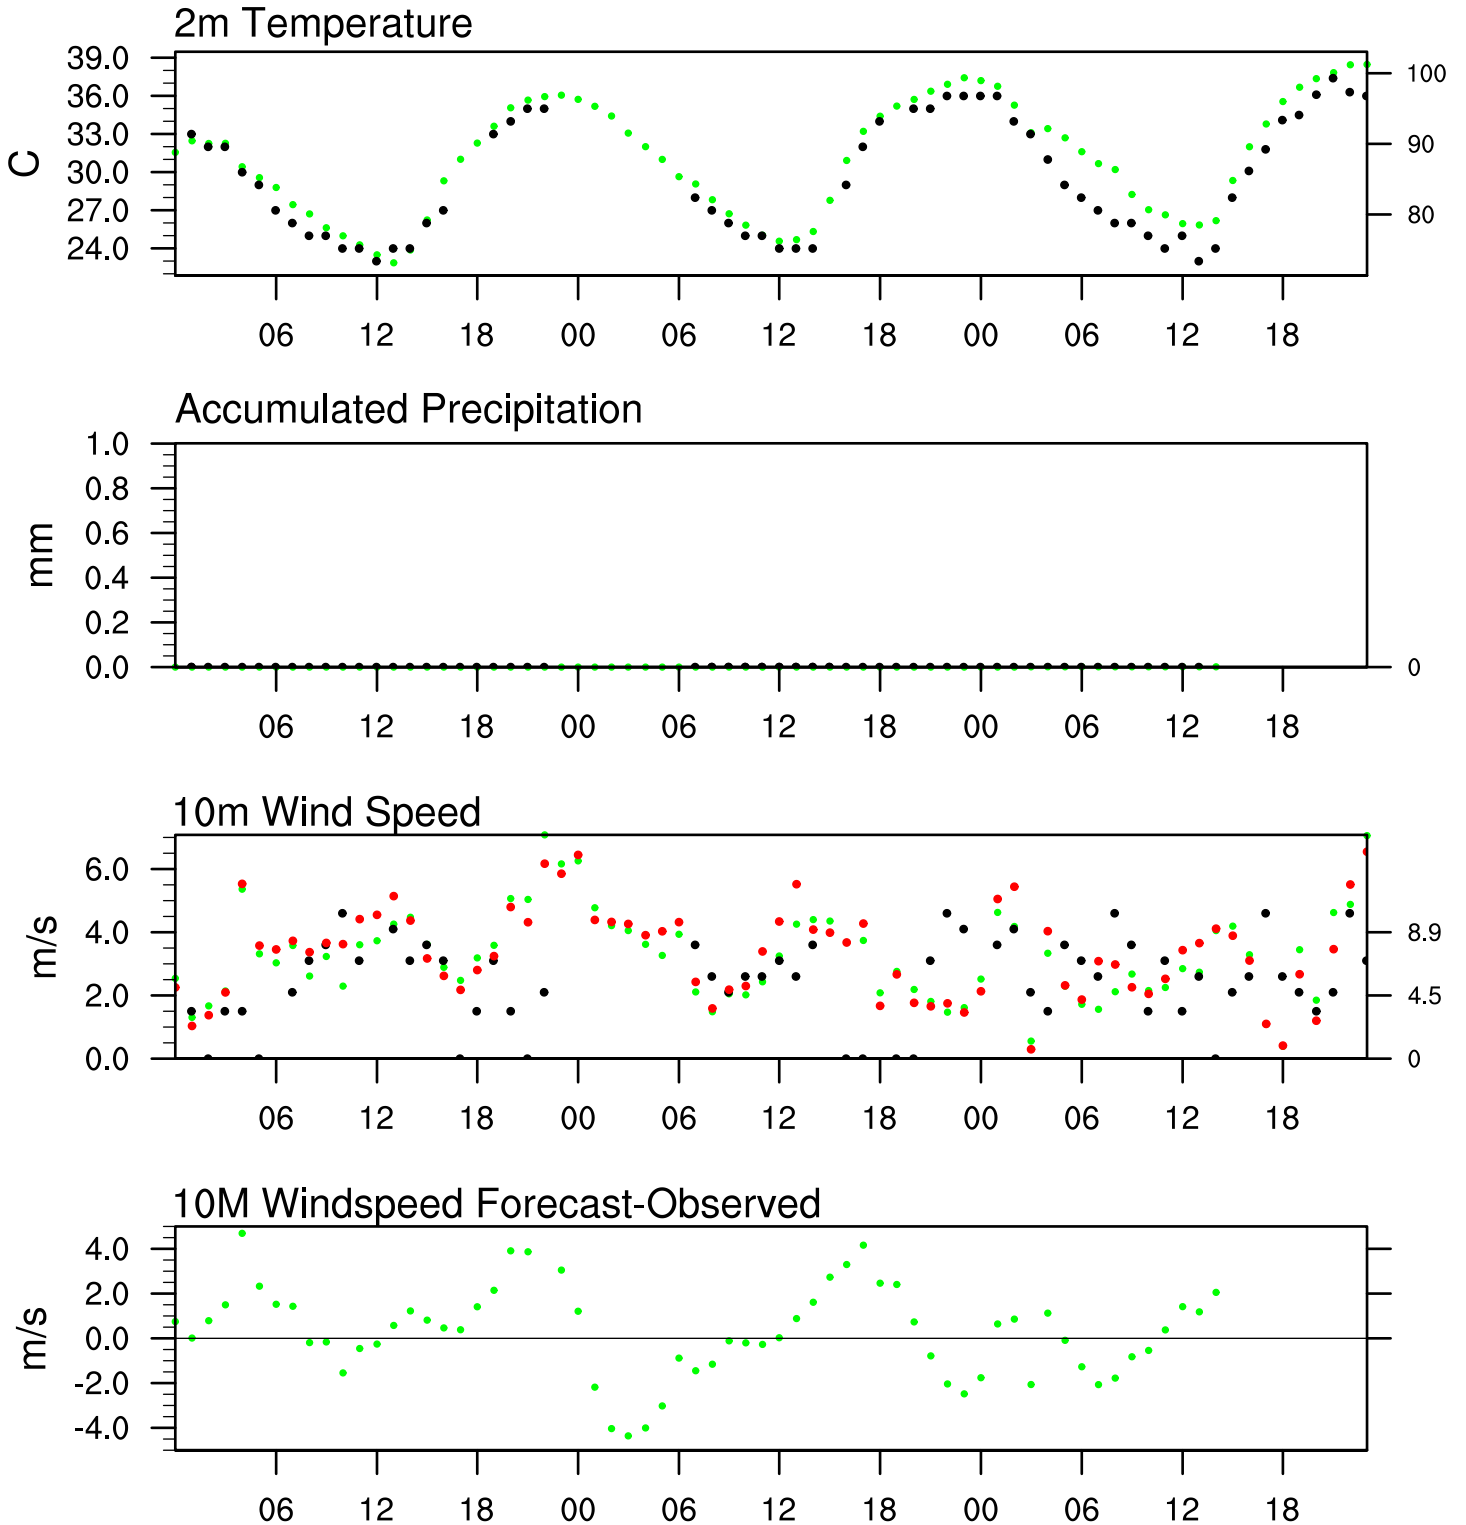 2m Temperature
39.0
36.0
33.0
30.0
27.0
24.0
C
100
90
80
06 12 18 00 06 12 18 00 06 12 18
Accumulated Precipitation
1.0
0.8
0.6
0.4
0.2
0.0
mm
0
06 12 18 00 06 12 18 00 06 12 18
10m Wind Speed
6.0
4.0
2.0
0.0
m/s
8.9
4.5
0
06 12 18 00 06 12 18 00 06 12 18
10M Windspeed Forecast-Observed
4.0
2.0
0.0
-2.0
-4.0
m/s
06 12 18 00 06 12 18 00 06 12 18